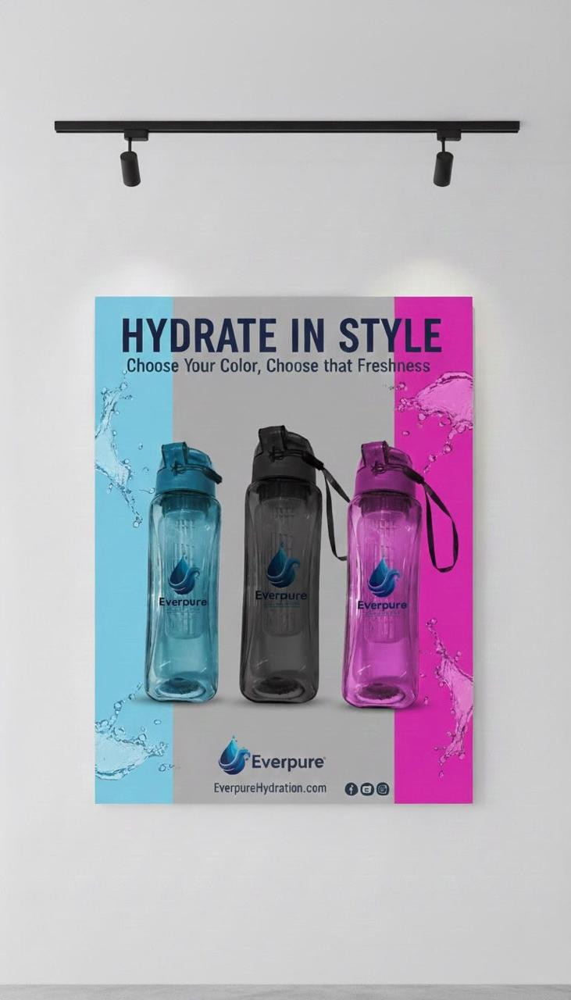 HYDRATE IN STYLE
Choose Your Color, Choose that Freshness
Everpure
Everpure
Everpure
Everpure
EverpureHydration.com